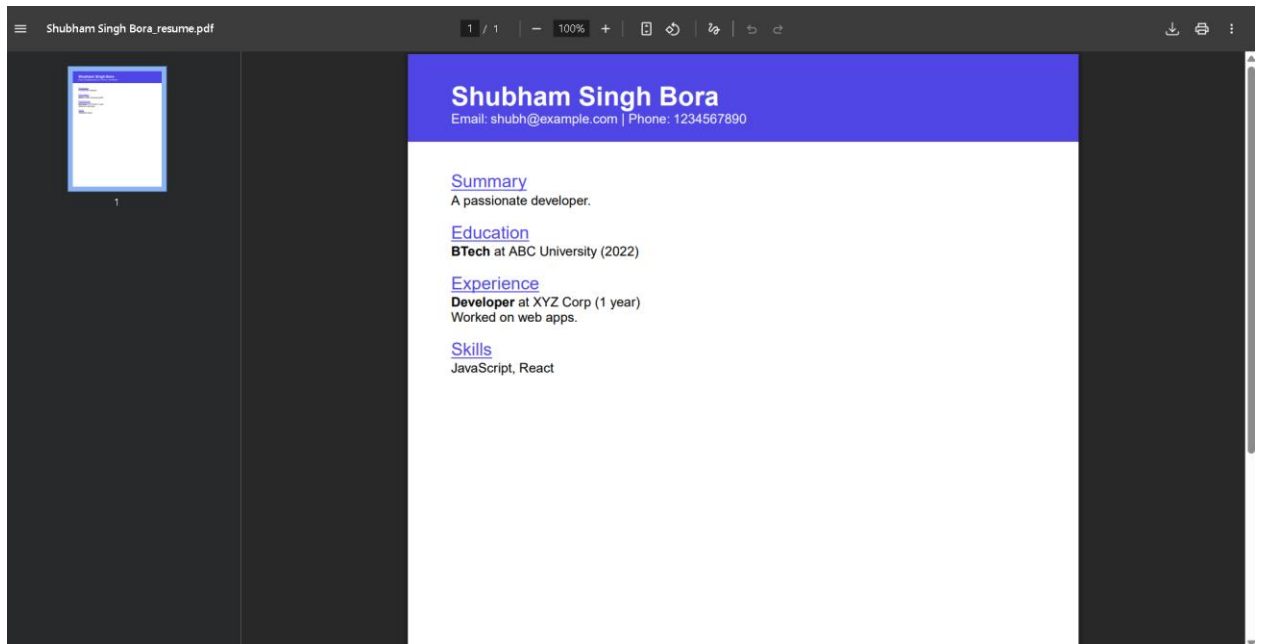 Shubham Singh Bora_resume.pdf
1 / 1
100%
1
Shubham Singh Bora
Email: shubh@example.com | Phone: 1234567890
Summary
A passionate developer.
Education
BTech at ABC University (2022)
Experience
Developer at XYZ Corp (1 year)
Worked on web apps.
Skills
JavaScript, React